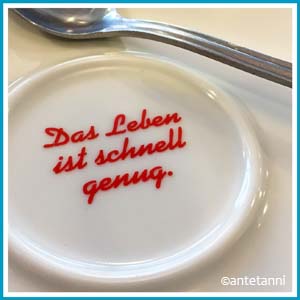 Das Leben
ist schnell
genug.
©antetanni